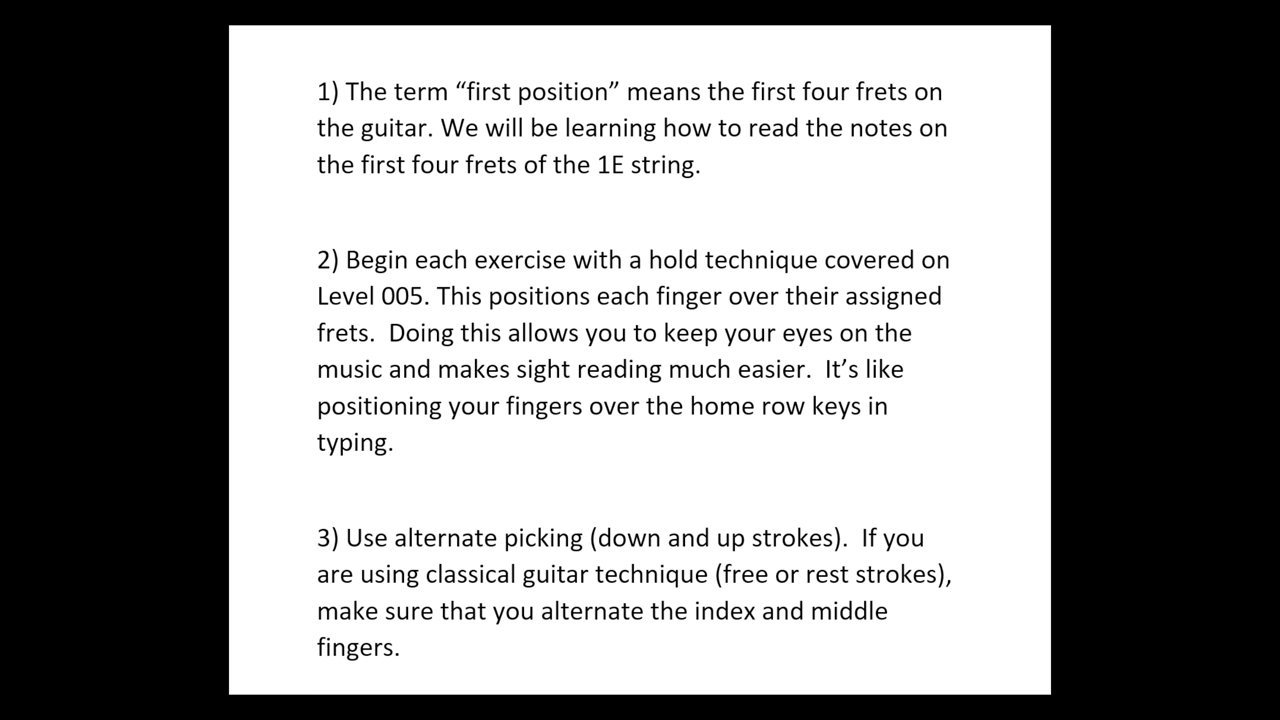 1) The term “first position” means the first four frets on
the guitar. We will be learning how to read the notes on
the first four frets of the 1E string.
2) Begin each exercise with a hold technique covered on
Level 005. This positions each finger over their assigned
frets.  Doing this allows you to keep your eyes on the
music and makes sight reading much easier.  It’s like
positioning your fingers over the home row keys in
typing.
3) Use alternate picking (down and up strokes).  If you
are using classical guitar technique (free or rest strokes),
make sure that you alternate the index and middle
fingers.